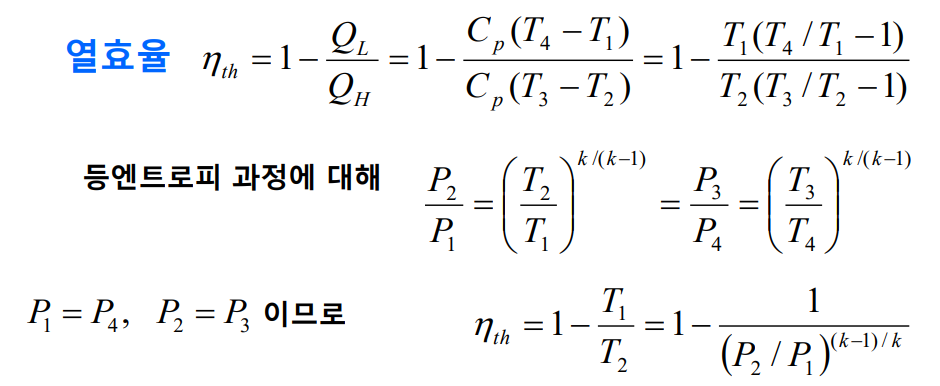 열효율 η_th = 1 − Q_L / Q_H = 1 − C_p(T_4 − T_1) / C_p(T_3 − T_2) = 1 − T_1(T_4 / T_1 − 1) / T_2(T_3 / T_2 − 1)
등엔트로피 과정에 대해 P_2 / P_1 = (T_2 / T_1)^{k/(k−1)} = P_3 / P_4 = (T_3 / T_4)^{k/(k−1)}
P_1 = P_4, P_2 = P_3 이므로 η_th = 1 − T_1 / T_2 = 1 − 1 / (P_2 / P_1)^{(k−1)/k}